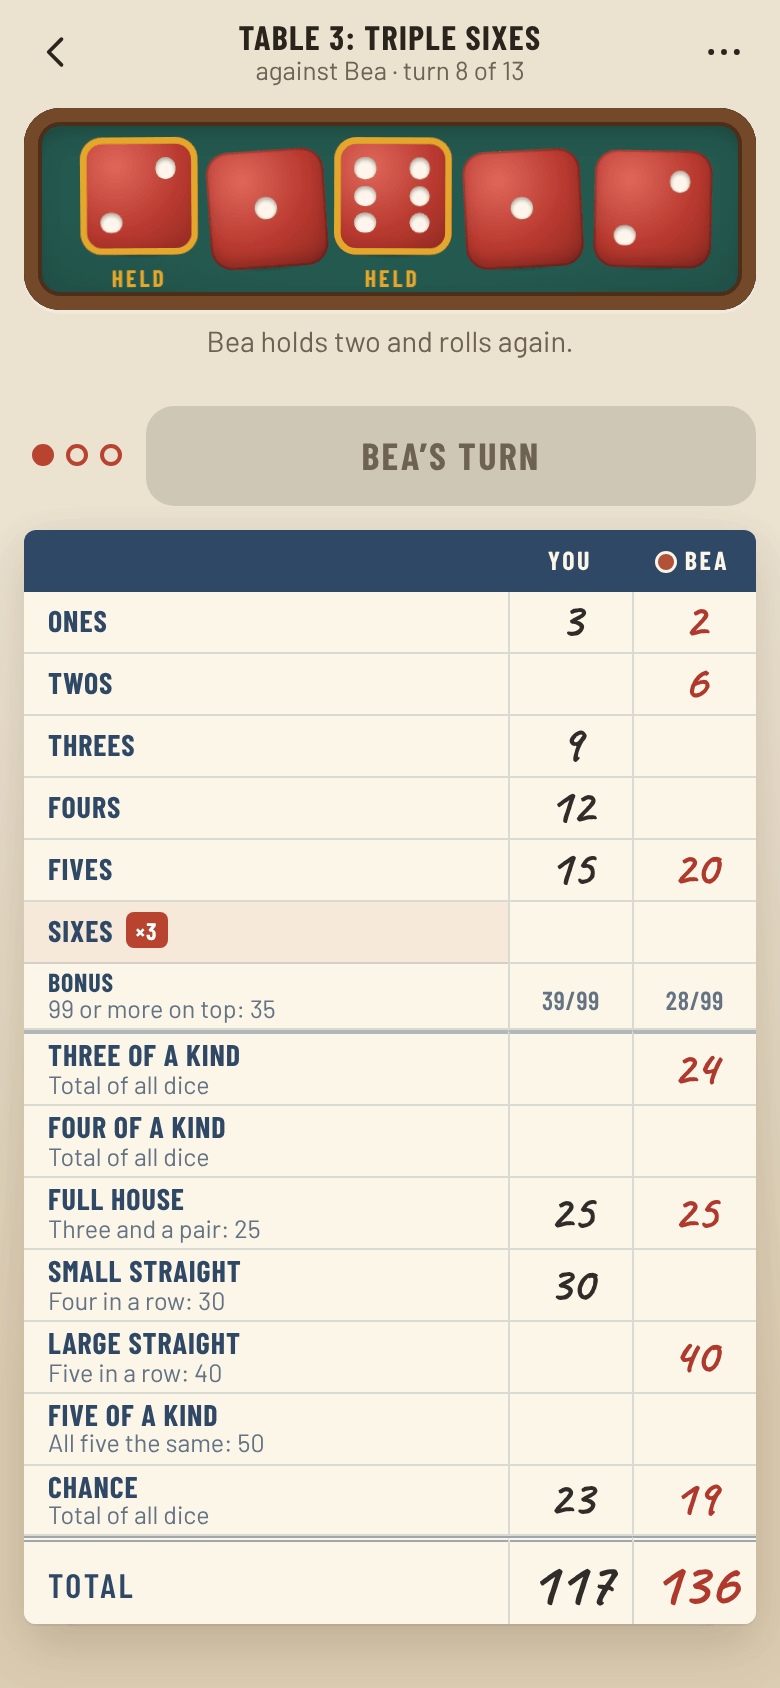 TABLE 3: TRIPLE SIXES
against Bea · turn 8 of 13
HELD HELD
Bea holds two and rolls again.
BEA'S TURN
YOU BEA
ONES 3 2
TWOS 6
THREES 9
FOURS 12
FIVES 15 20
SIXES ×3
BONUS
99 or more on top: 35 39/99 28/99
THREE OF A KIND 24
Total of all dice
FOUR OF A KIND
Total of all dice
FULL HOUSE 25 25
Three and a pair: 25
SMALL STRAIGHT 30
Four in a row: 30
LARGE STRAIGHT 40
Five in a row: 40
FIVE OF A KIND
All five the same: 50
CHANCE 23 19
Total of all dice
TOTAL 117 136